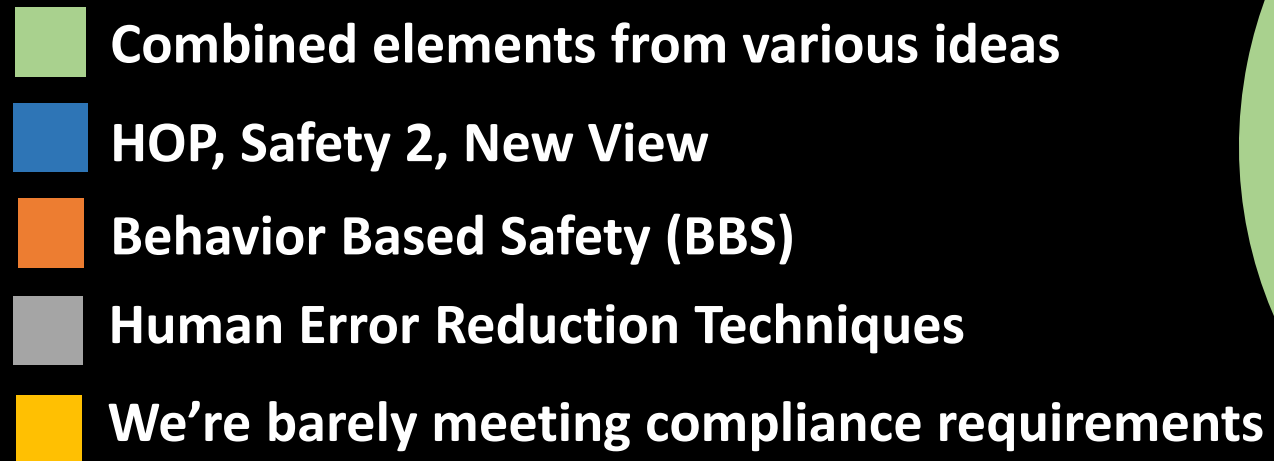 Combined elements from various ideas
HOP, Safety 2, New View
Behavior Based Safety (BBS)
Human Error Reduction Techniques
We’re barely meeting compliance requirements